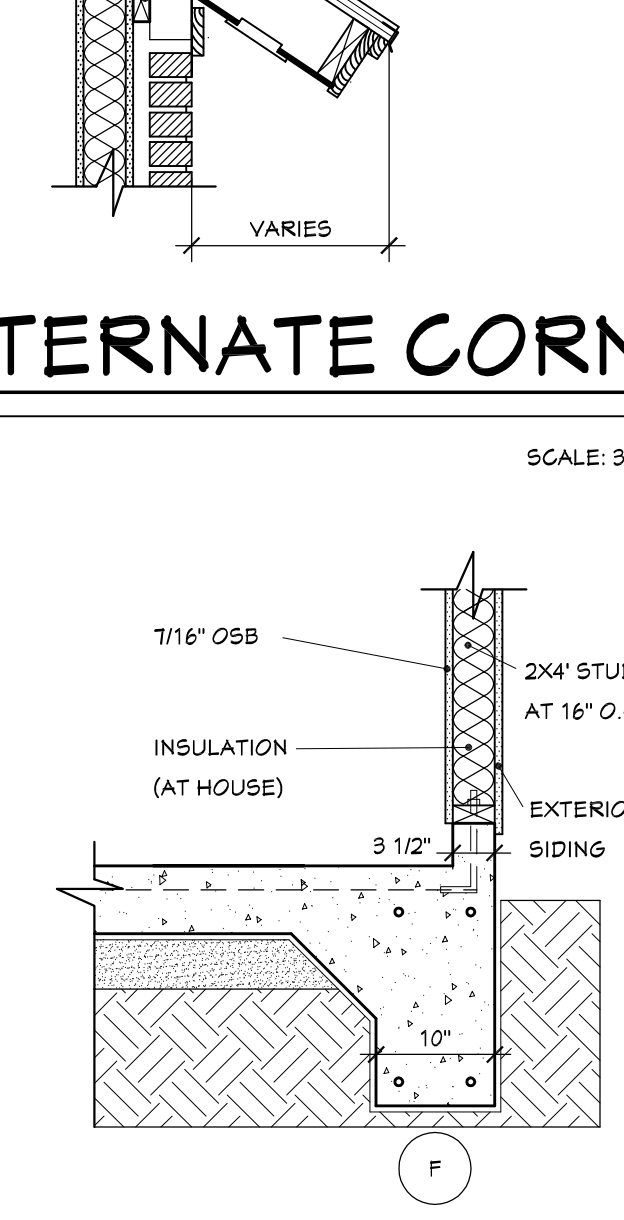 VARIES
TERNATE CORN
SCALE: 3
7/16" OSB
2X4' STUD
AT 16" O.
INSULATION
(AT HOUSE)
EXTERIO
SIDING
3 1/2"
10"
F